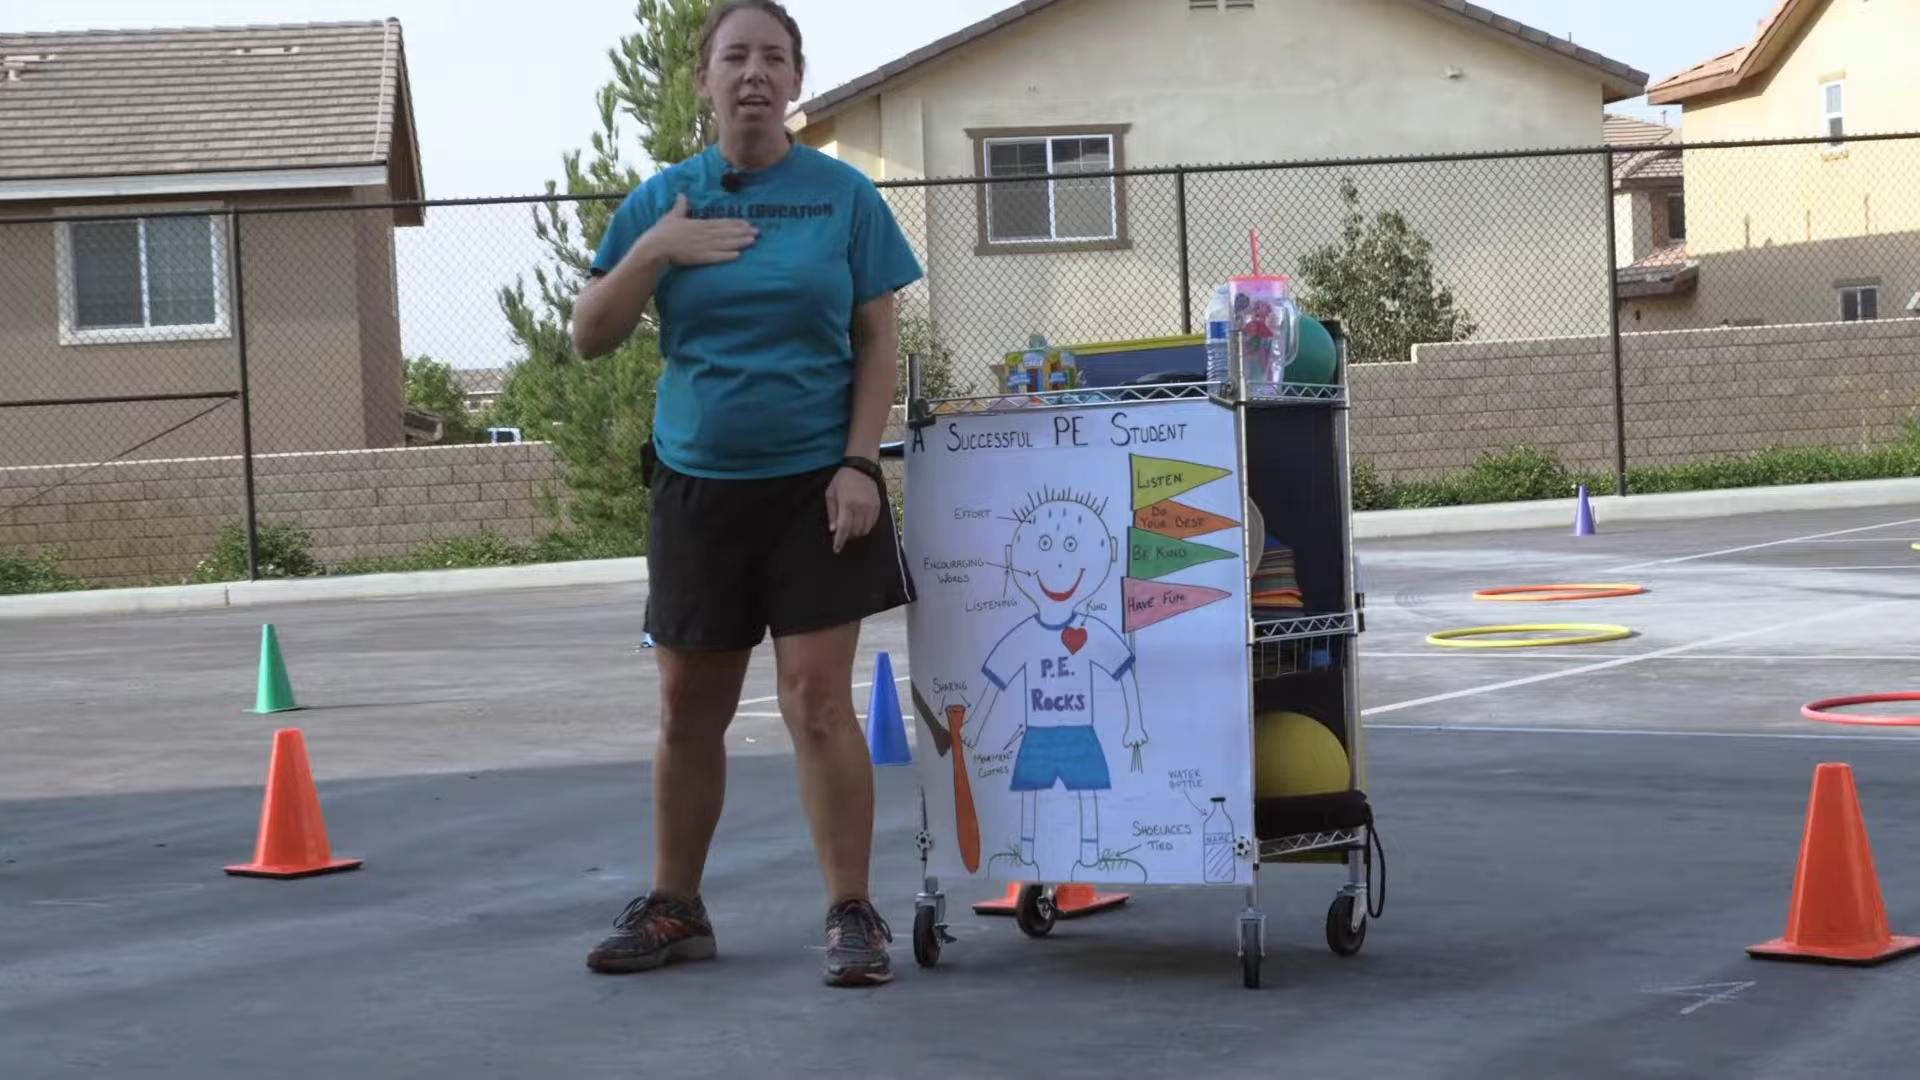 EDUCATION
A SUCCESSFUL PE STUDENT
LISTEN
DO
YOUR BEST
BE KIND
HAVE FUN
EFFORT
ENCOURAGING
WORDS
LISTENING
KIND
P.E.
ROCKS
SHARING
MOVEMENT
CLOTHES
WATER
BOTTLE
SHOELACES
TIED
NAME